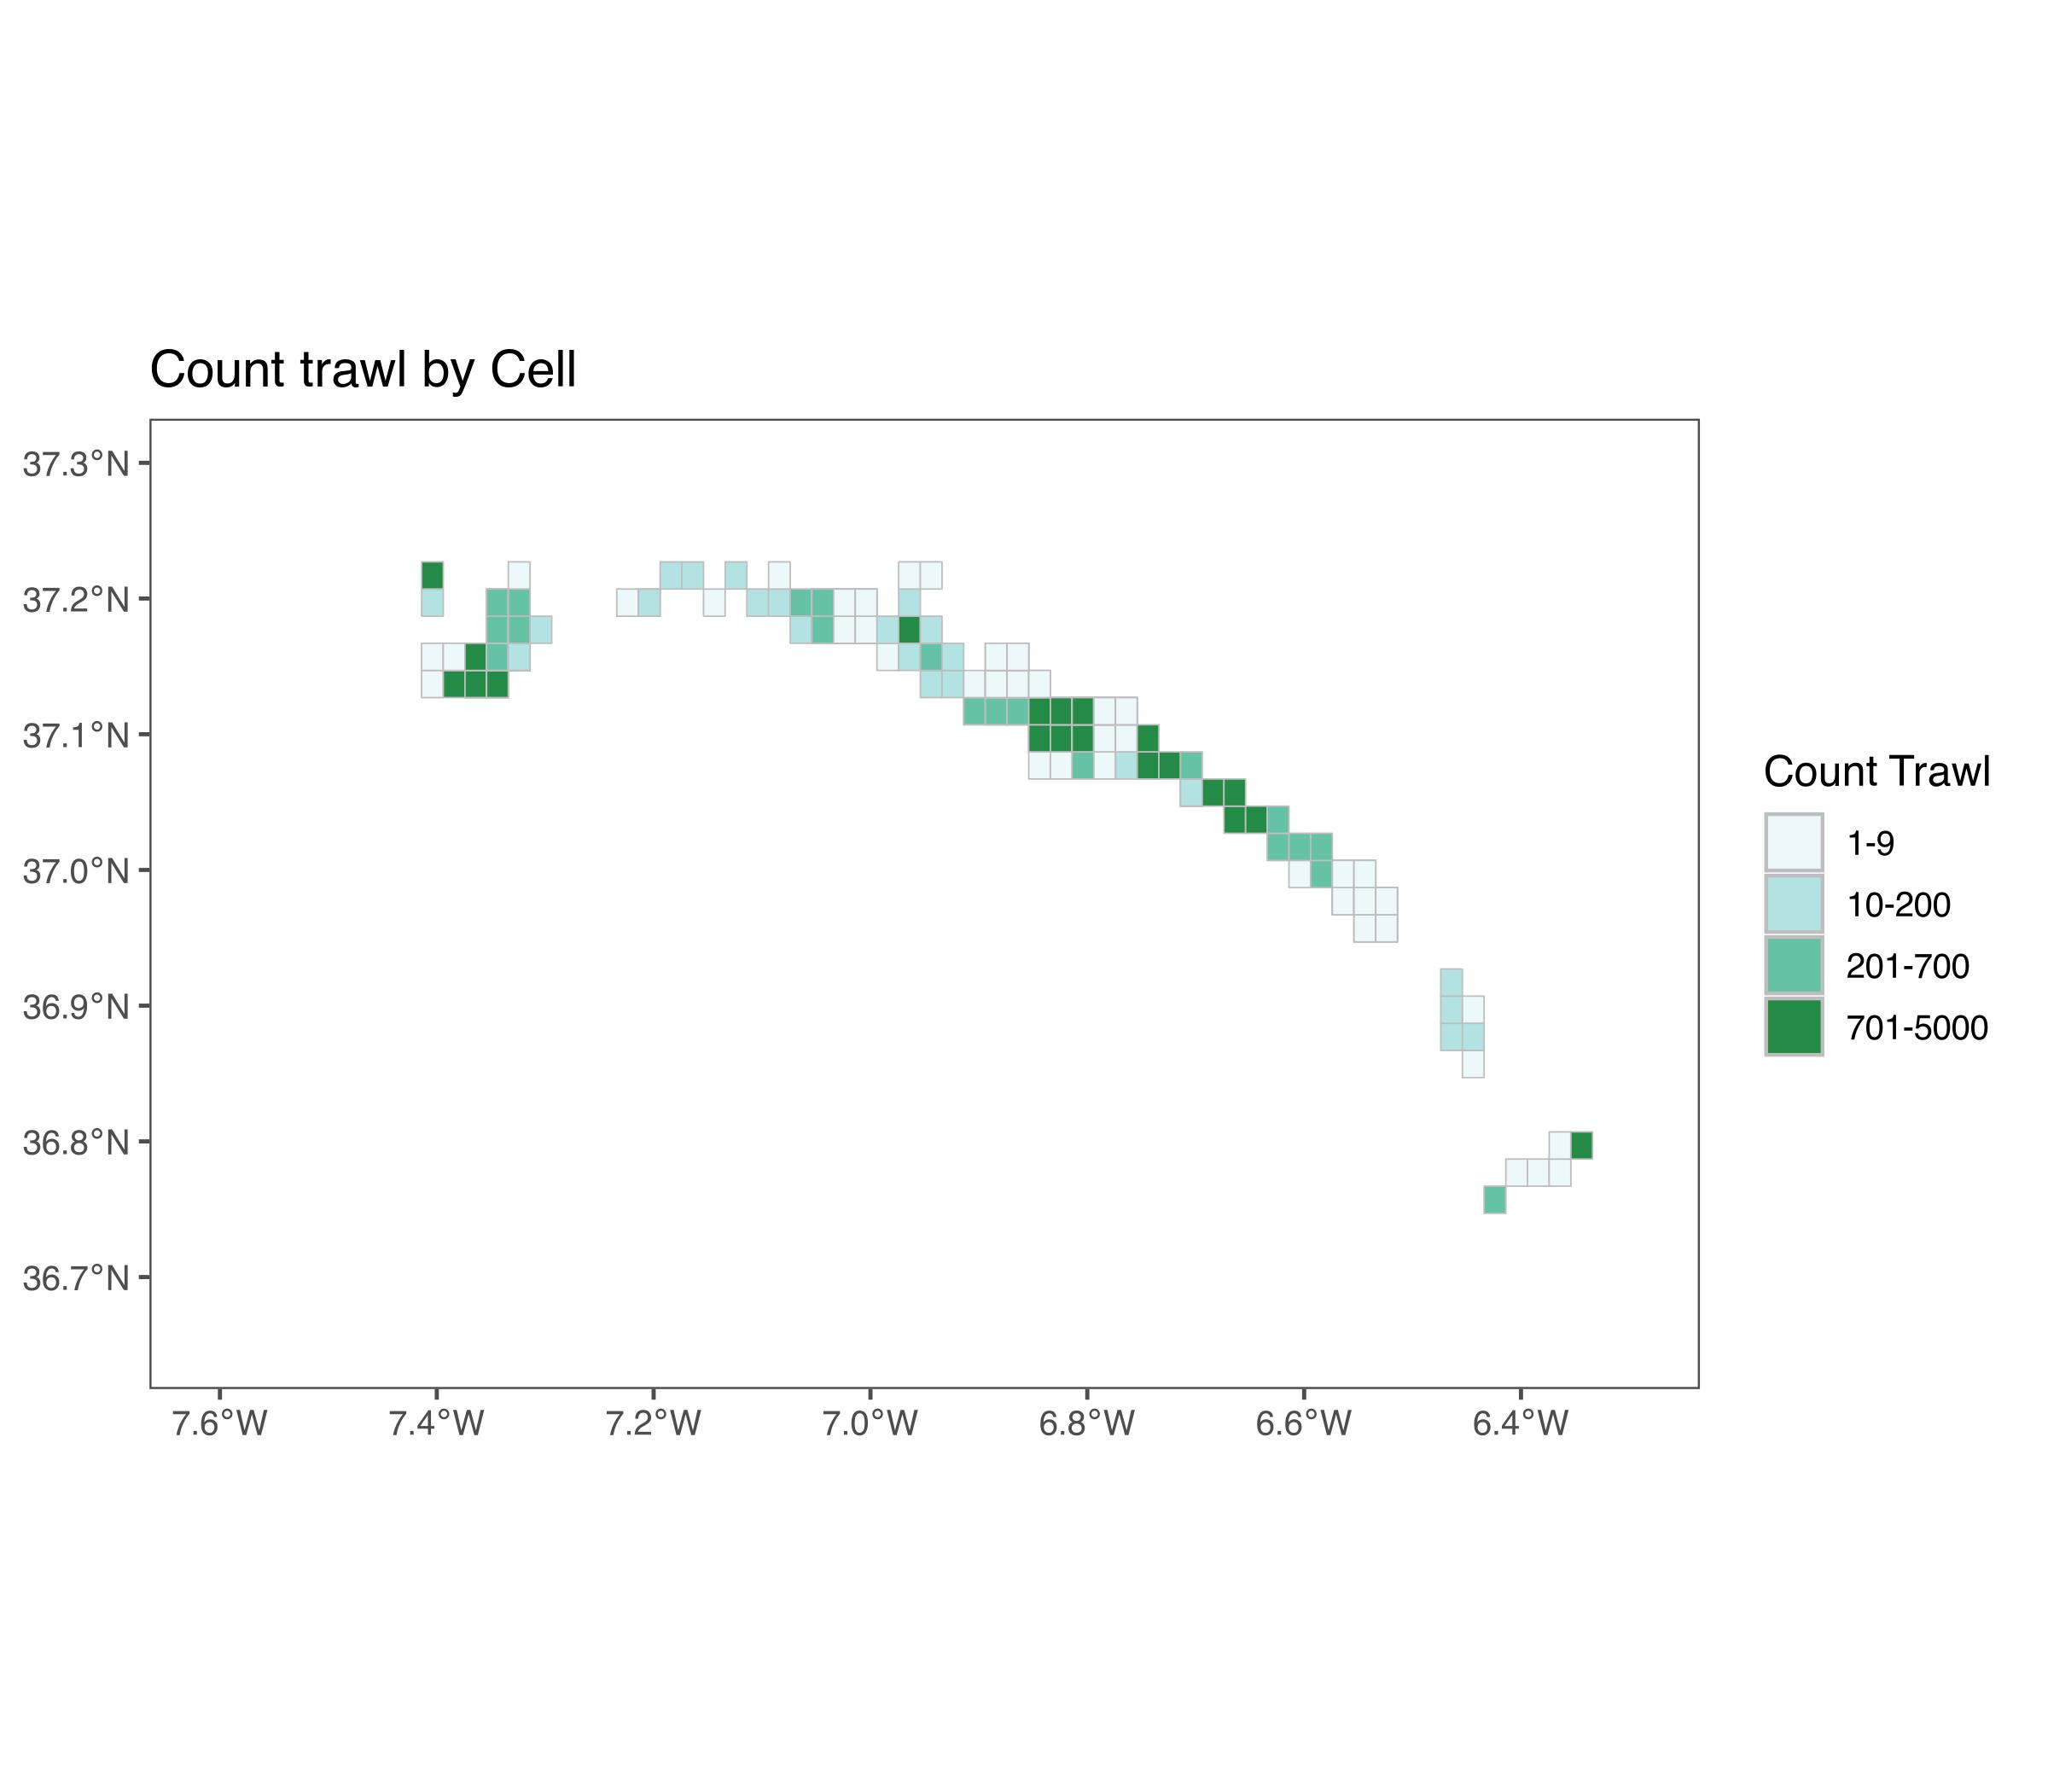 Count trawl by Cell
37.3°N
37.2°N
37.1°N
37.0°N
36.9°N
36.8°N
36.7°N
7.6°W 7.4°W 7.2°W 7.0°W 6.8°W 6.6°W 6.4°W
Count Trawl
1-9
10-200
201-700
701-5000